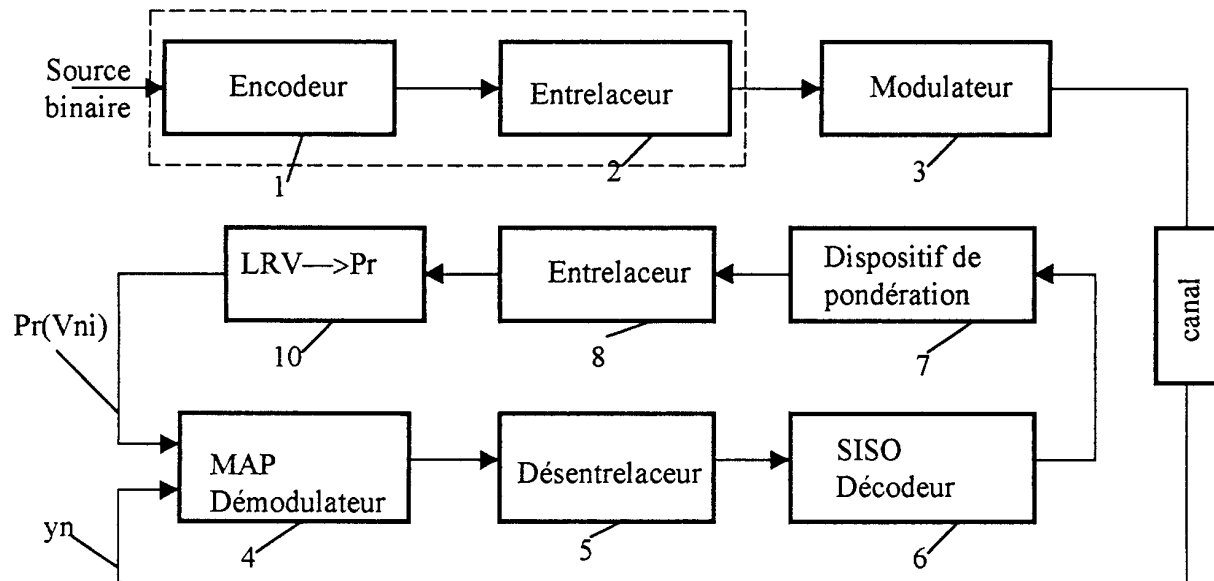 Source
binaire
Encodeur
Entrelaceur
Modulateur
1
2
3
LRV—>Pr
Entrelaceur
Dispositif de
pondération
canal
Pr(Vni)
10
8
7
MAP
Démodulateur
Désentrelaceur
SISO
Décodeur
yn
4
5
6